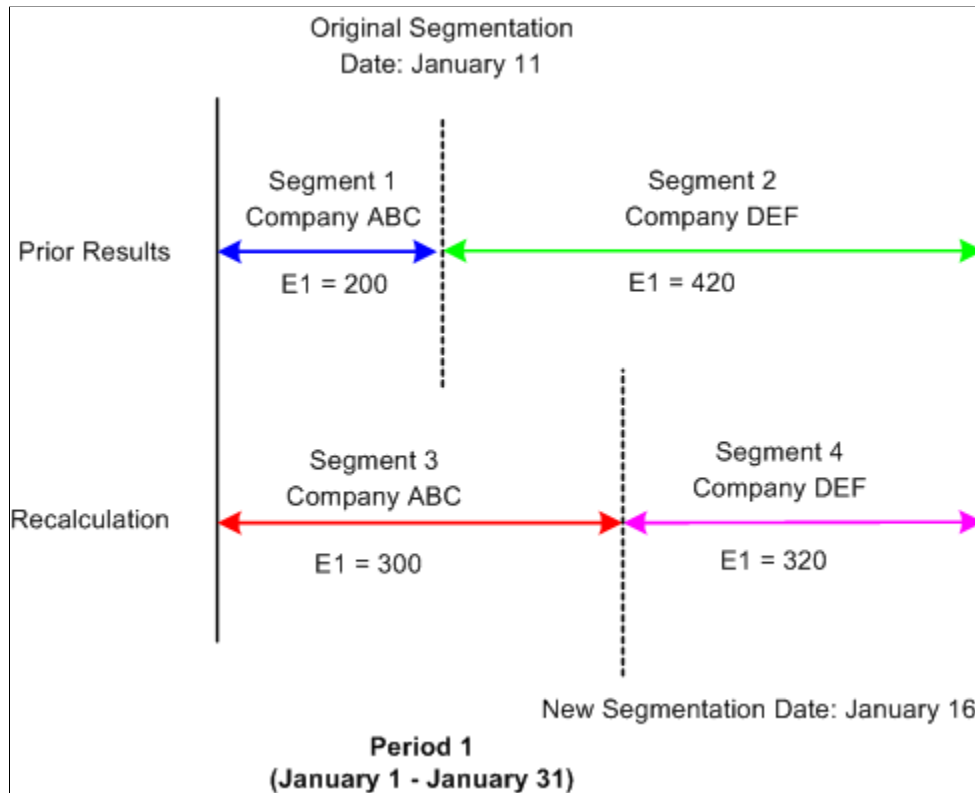 Original Segmentation
Date: January 11
Segment 1
Company ABC
Segment 2
Company DEF
Prior Results
E1 = 200
E1 = 420
Segment 3
Company ABC
Segment 4
Company DEF
Recalculation
E1 = 300
E1 = 320
New Segmentation Date: January 16
Period 1
(January 1 - January 31)